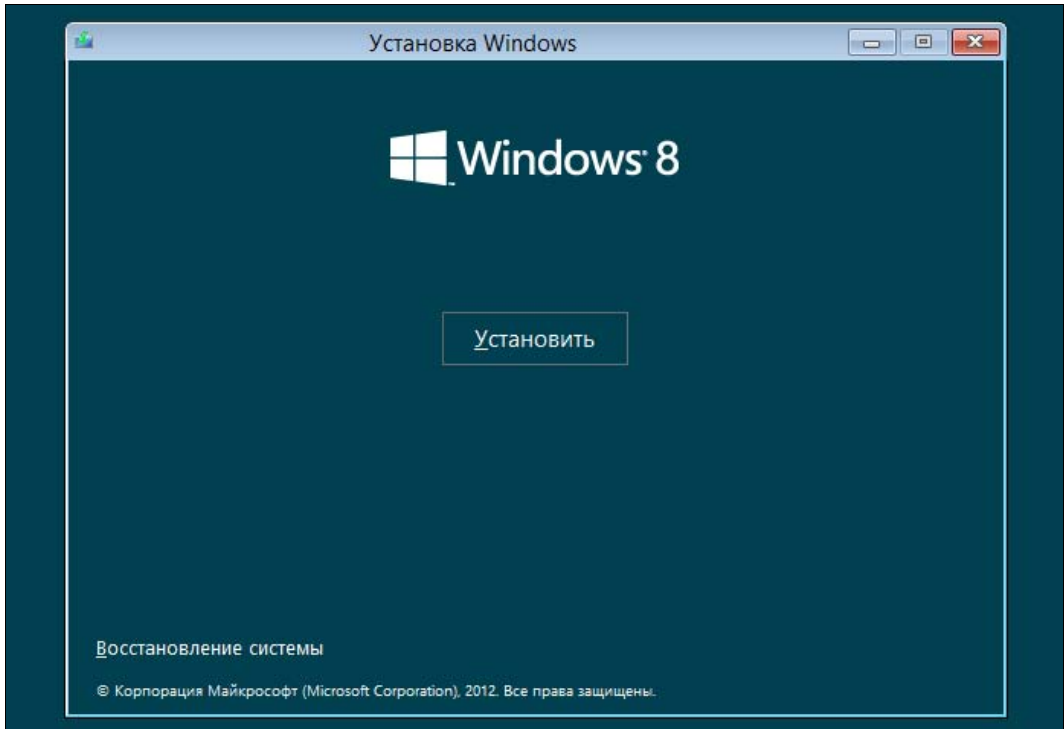 Установка Windows
Windows 8
Установить
Восстановление системы
© Корпорация Майкрософт (Microsoft Corporation), 2012. Все права защищены.